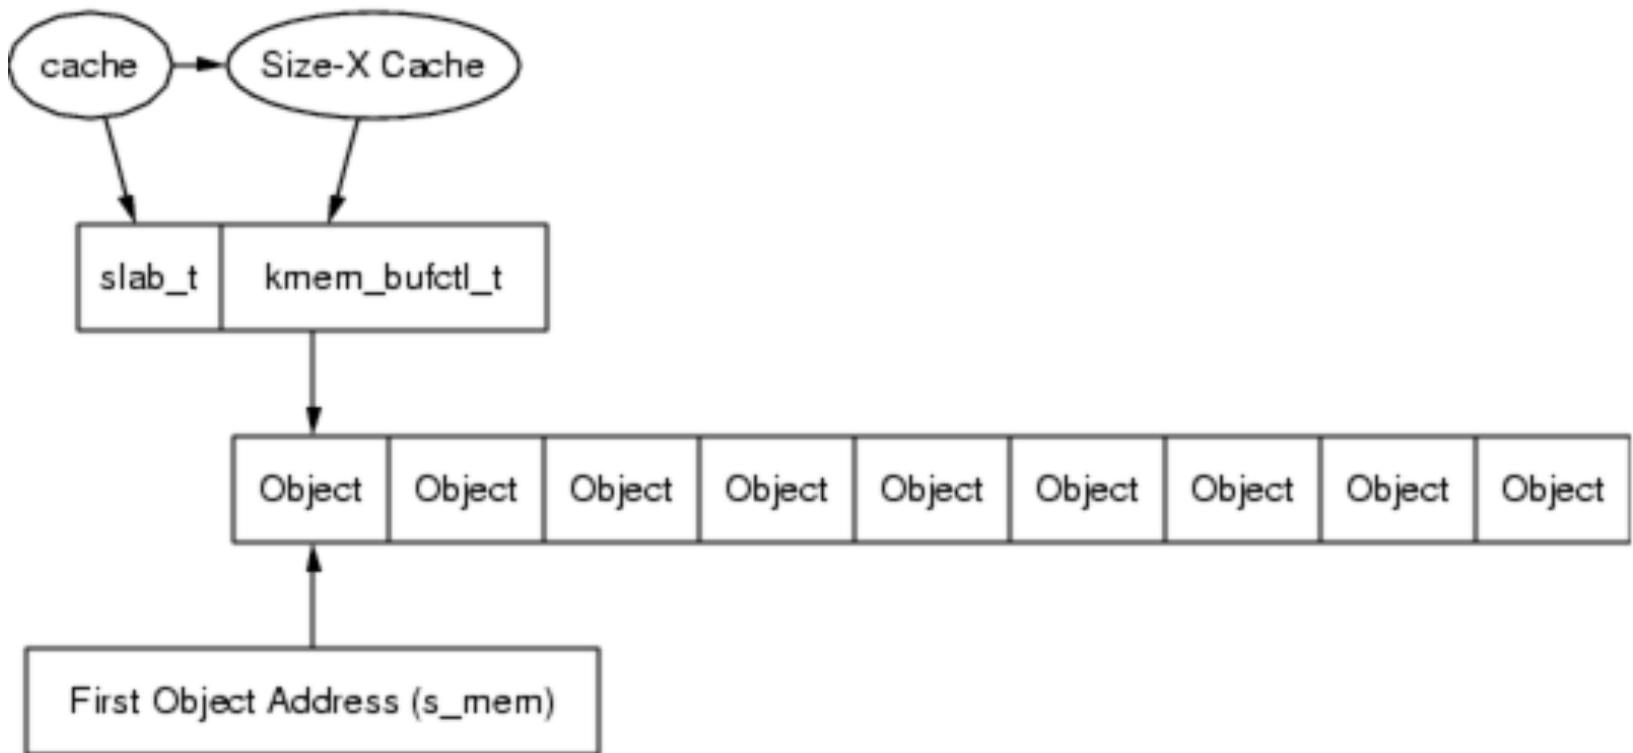 cache Size-X Cache
slab_t kmem_bufctl_t
Object Object Object Object Object Object Object Object Object
First Object Address (s_mem)